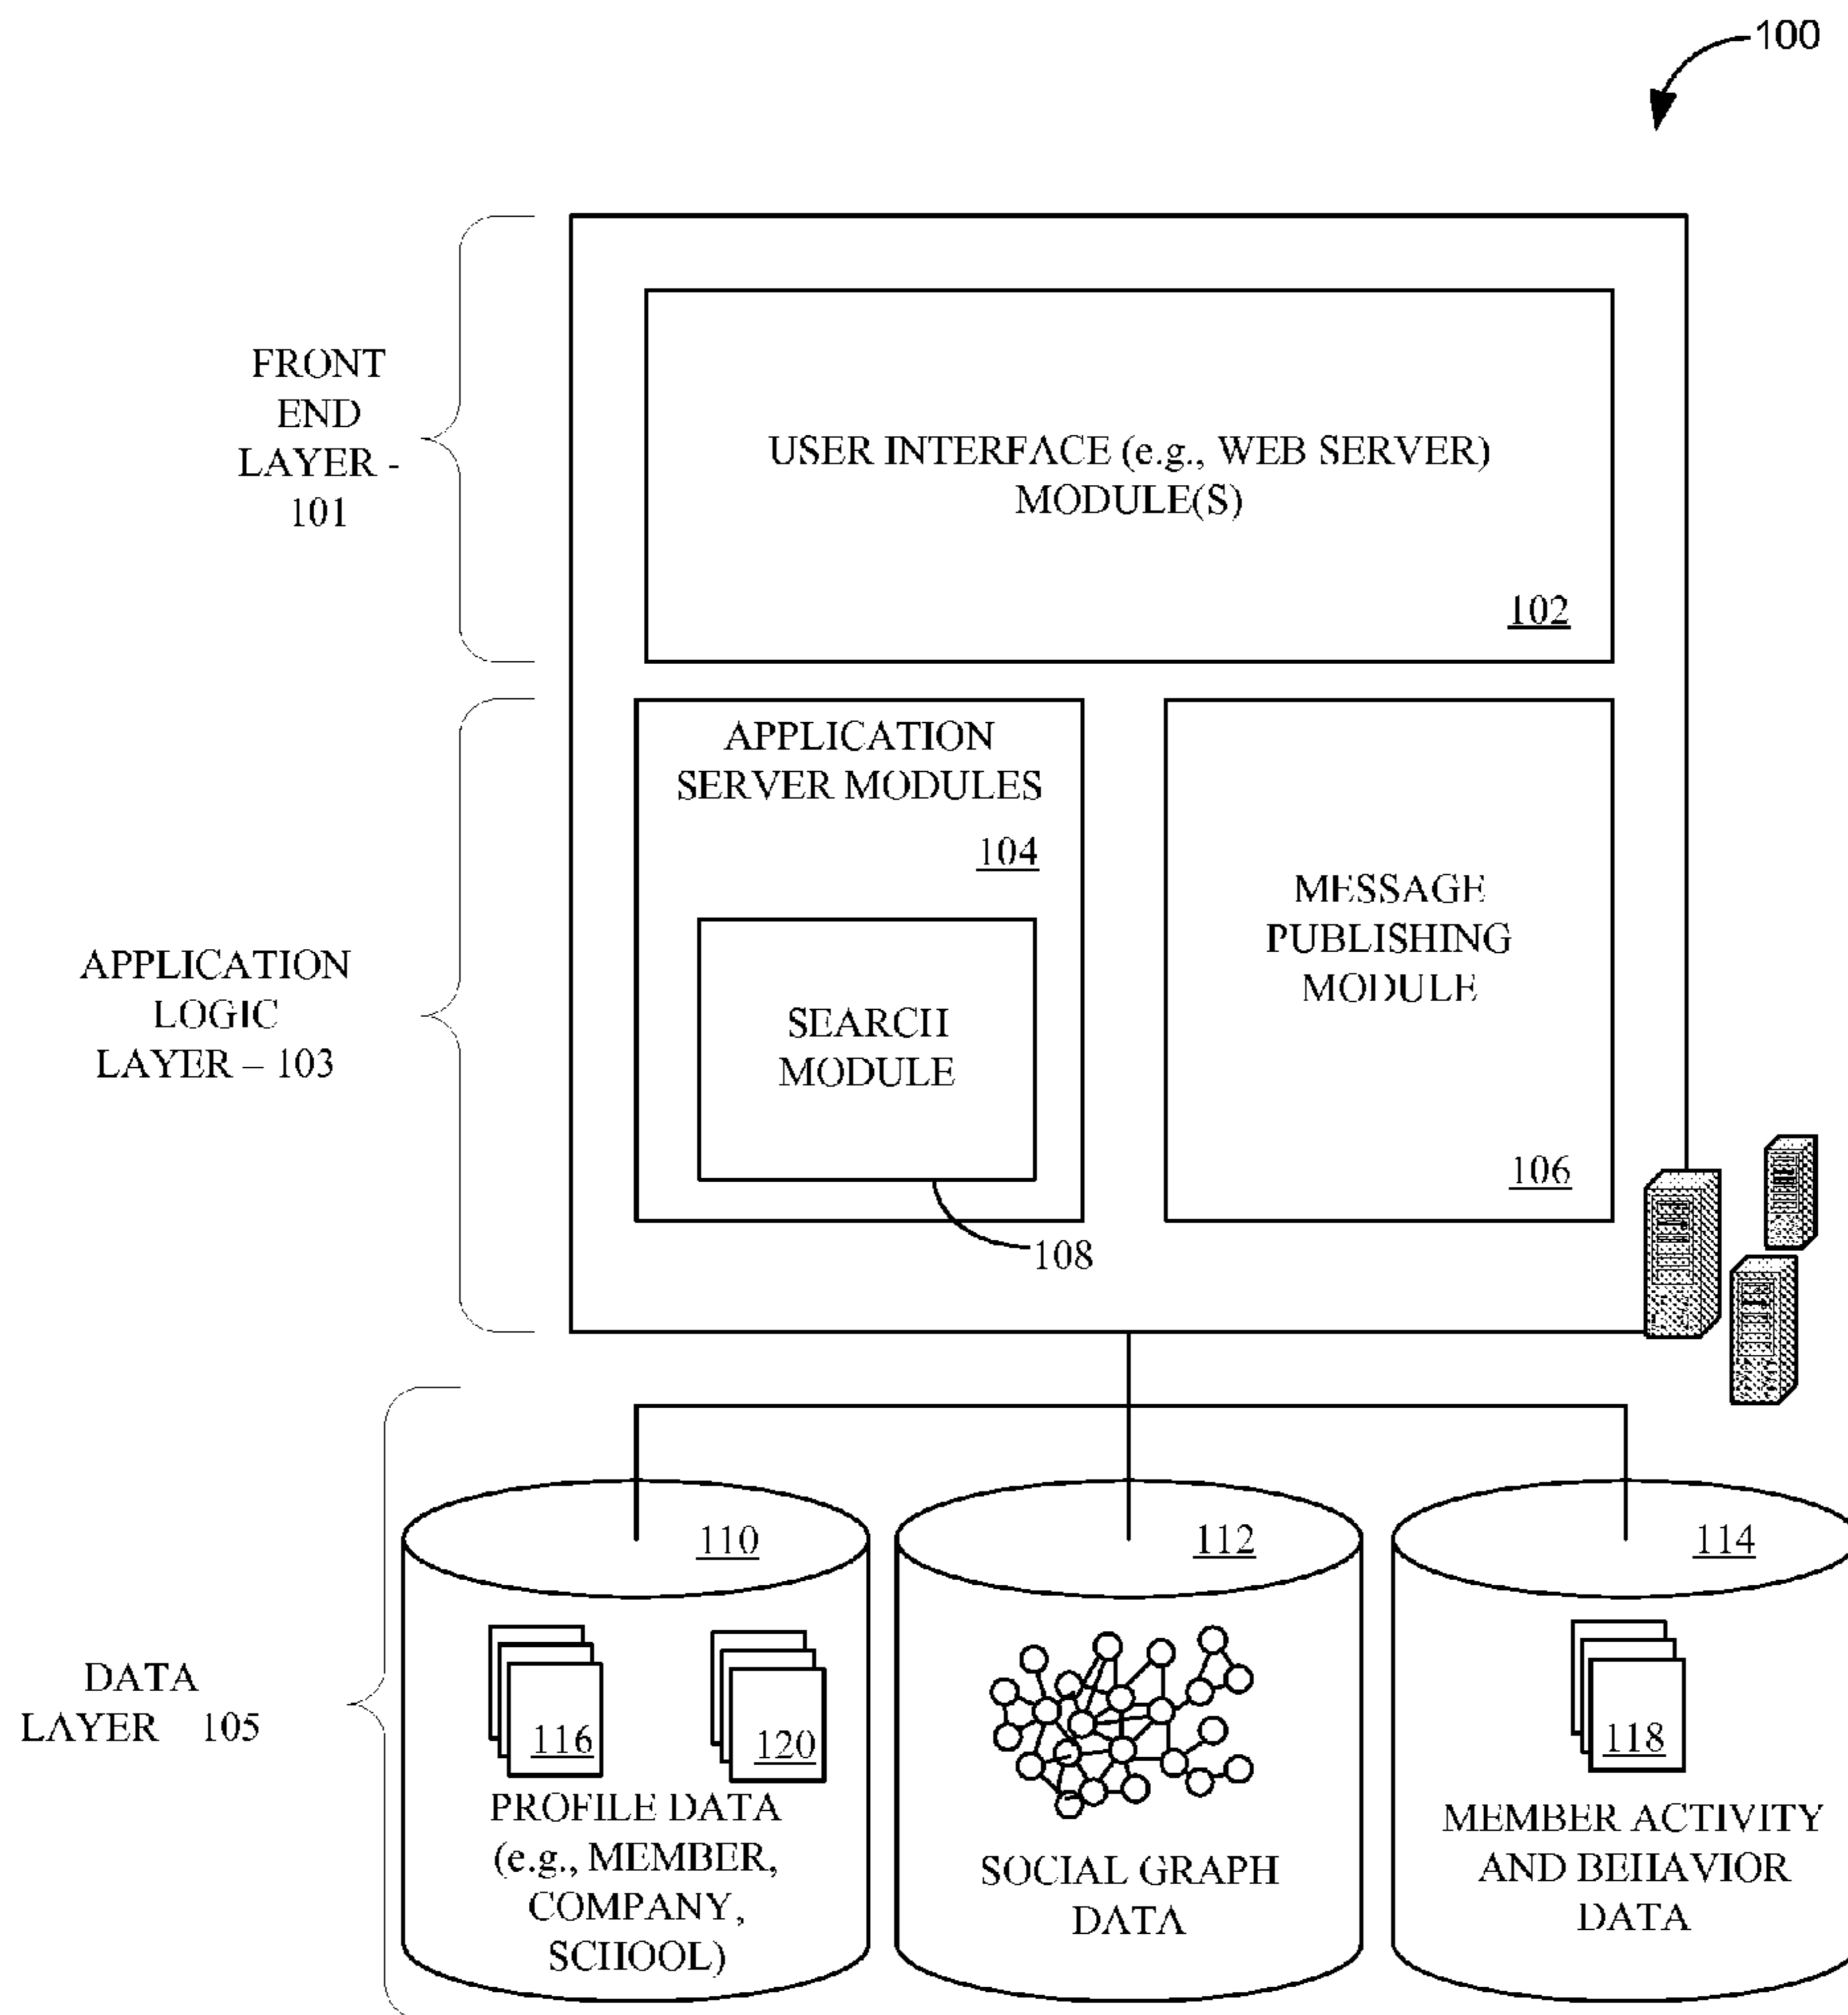 100
FRONT
END
LAYER -
101
USER INTERFACE (e.g., WEB SERVER)
MODULE(S)
102
APPLICATION
LOGIC
LAYER – 103
APPLICATION
SERVER MODULES
104
SEARCH
MODULE
108
MESSAGE
PUBLISHING
MODULE
106
DATA
LAYER 105
110
116
120
PROFILE DATA
(e.g., MEMBER,
COMPANY,
SCHOOL)
112
SOCIAL GRAPH
DATA
114
118
MEMBER ACTIVITY
AND BEHAVIOR
DATA